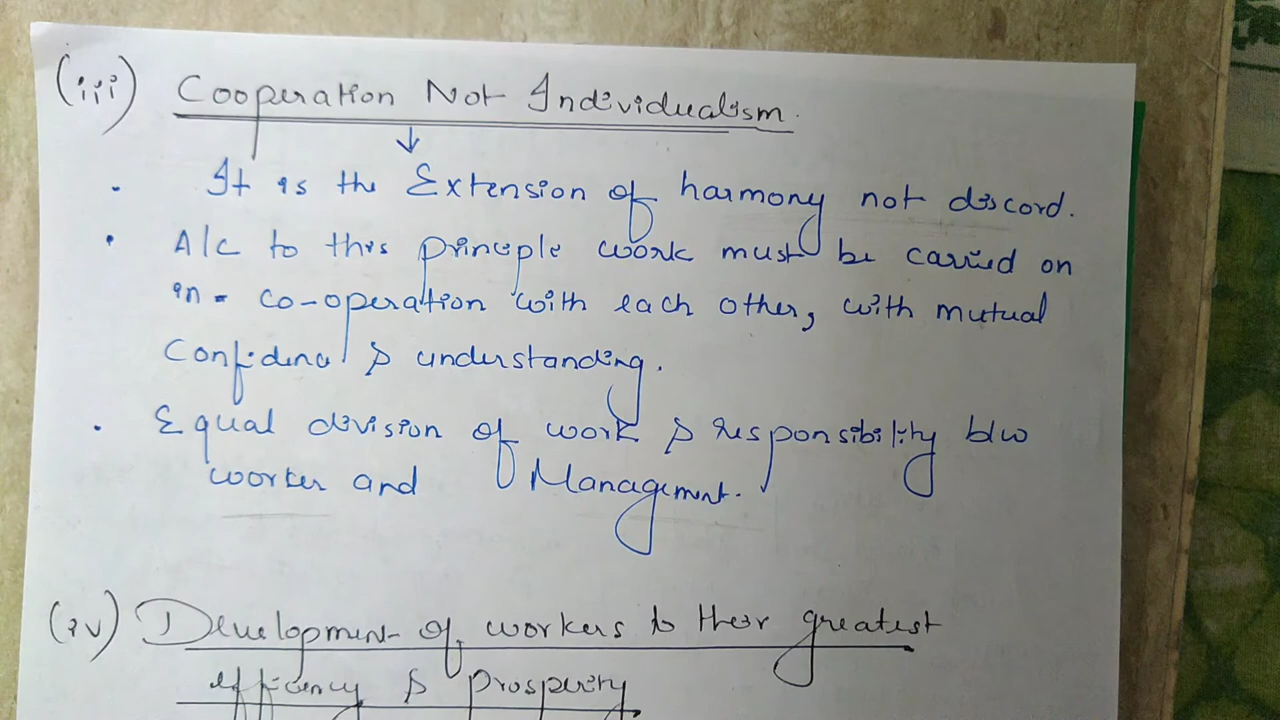 (iii) Cooperation Not Individualism.
↓
· It is the Extension of harmony not discord.
· A/c to this principle work must be carried on
in - co-operation with each other, with mutual
Confidence & understanding.
· Equal division of work & responsibility b/w
worker and Management.
(iv) Development of workers to their greatest
efficiency & prosperity